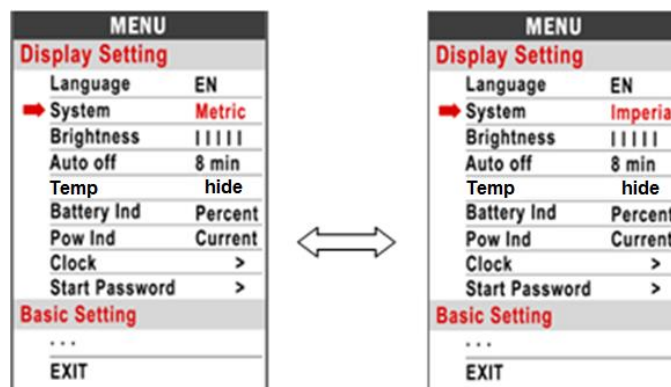 MENU
Display Setting
Language EN
System Metric
Brightness | | | | |
Auto off 8 min
Temp hide
Battery Ind Percent
Pow Ind Current
Clock >
Start Password >
Basic Setting
. . .
EXIT
MENU
Display Setting
Language EN
System Imperia
Brightness | | | | |
Auto off 8 min
Temp hide
Battery Ind Percent
Pow Ind Current
Clock >
Start Password >
Basic Setting
. . .
EXIT